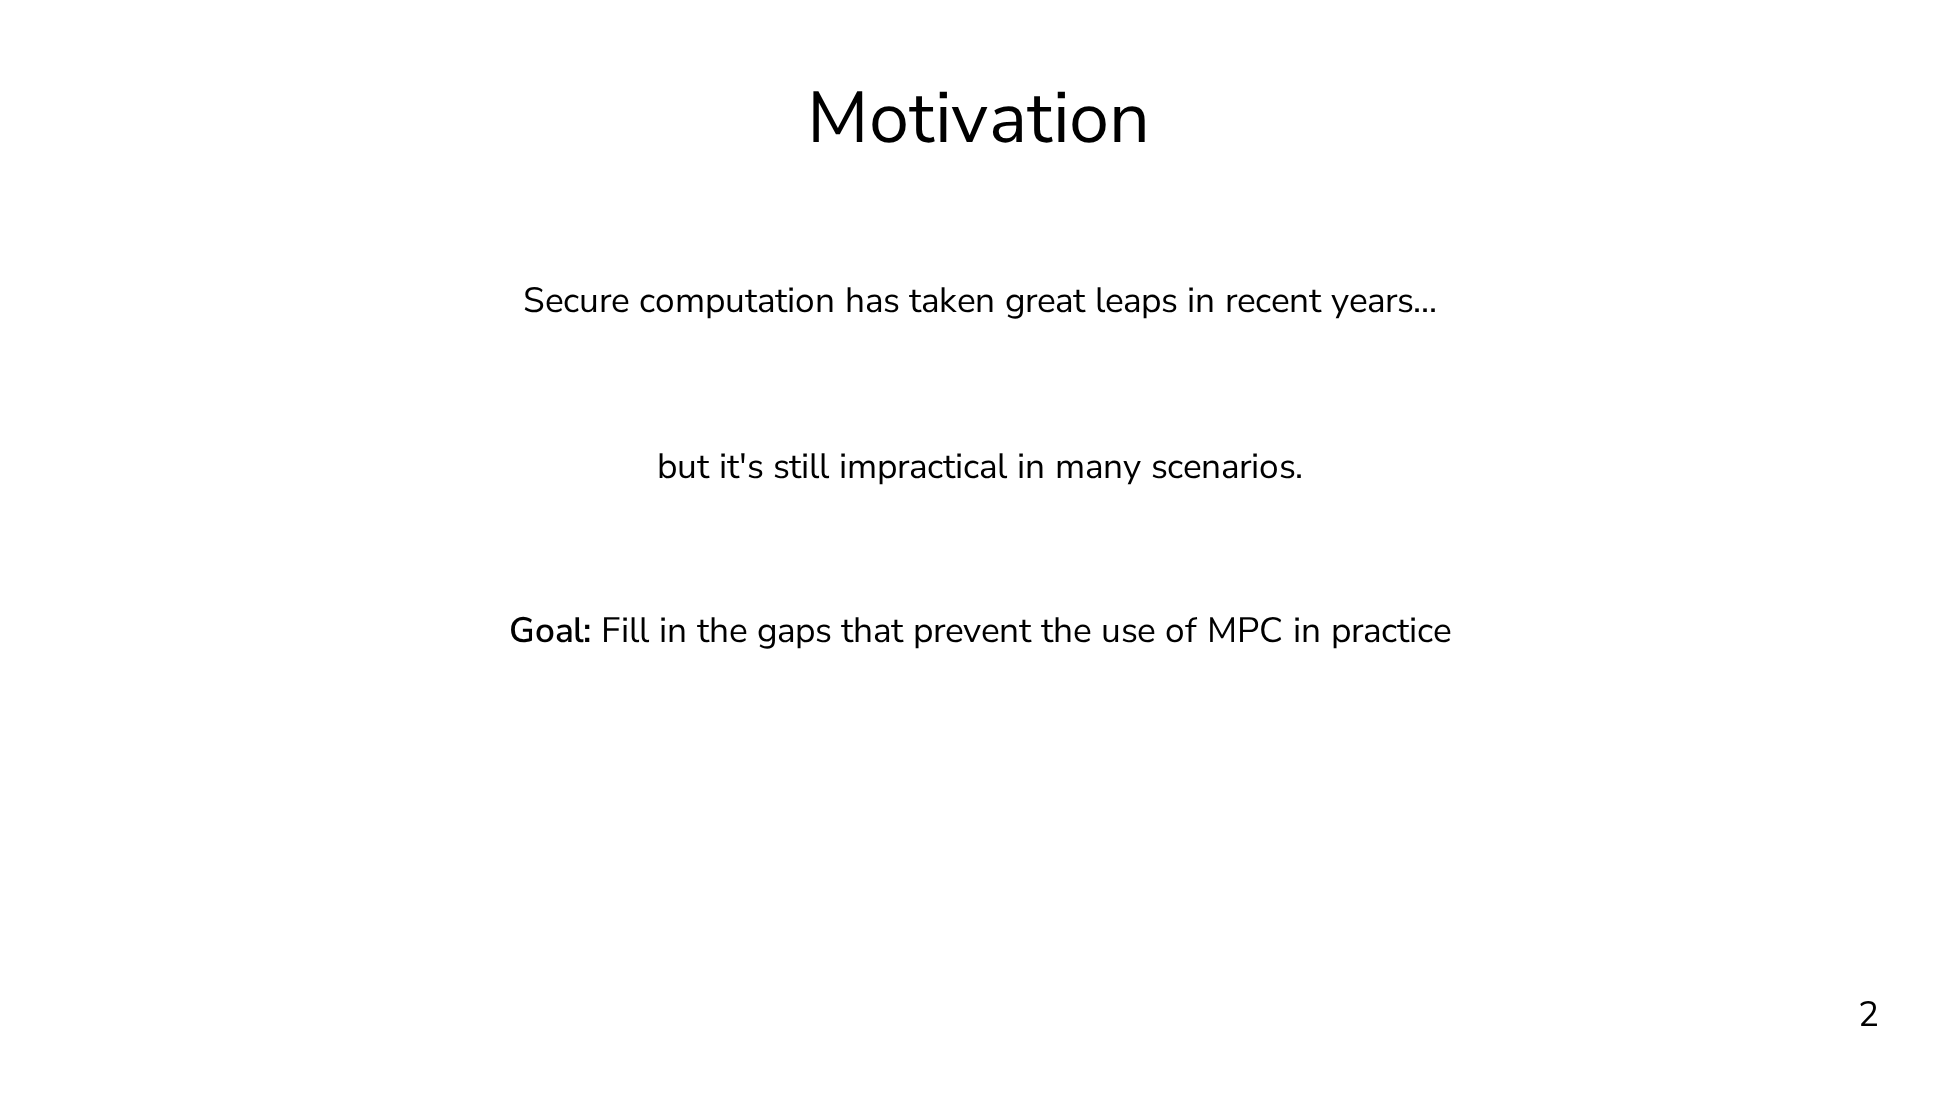 Motivation
Secure computation has taken great leaps in recent years...
but it's still impractical in many scenarios.
Goal: Fill in the gaps that prevent the use of MPC in practice
2